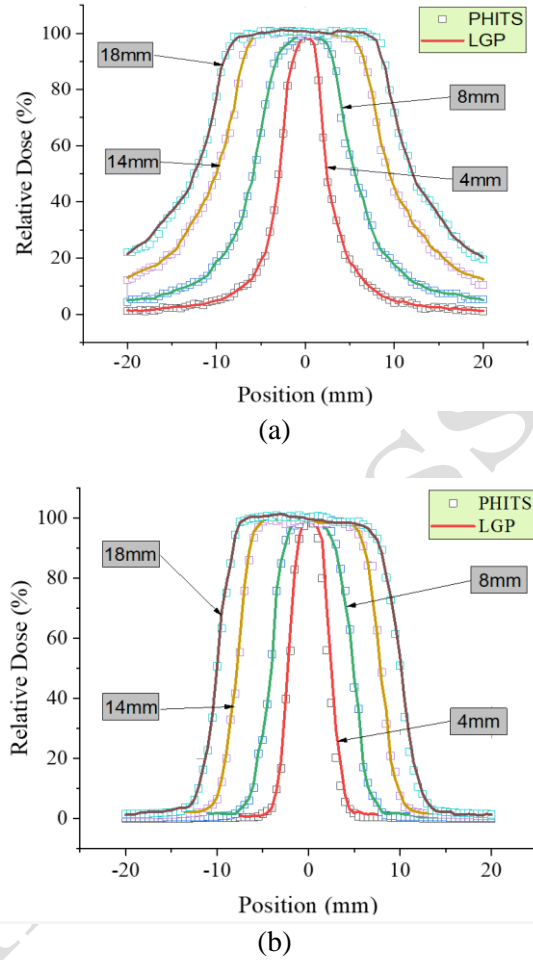 PHITS
LGP
18mm
14mm
8mm
4mm
100
80
60
40
20
0
Relative Dose (%)
-20 -10 0 10 20
Position (mm)
(a)
PHITS
LGP
18mm
14mm
8mm
4mm
100
80
60
40
20
0
Relative Dose (%)
-20 -10 0 10 20
Position (mm)
(b)